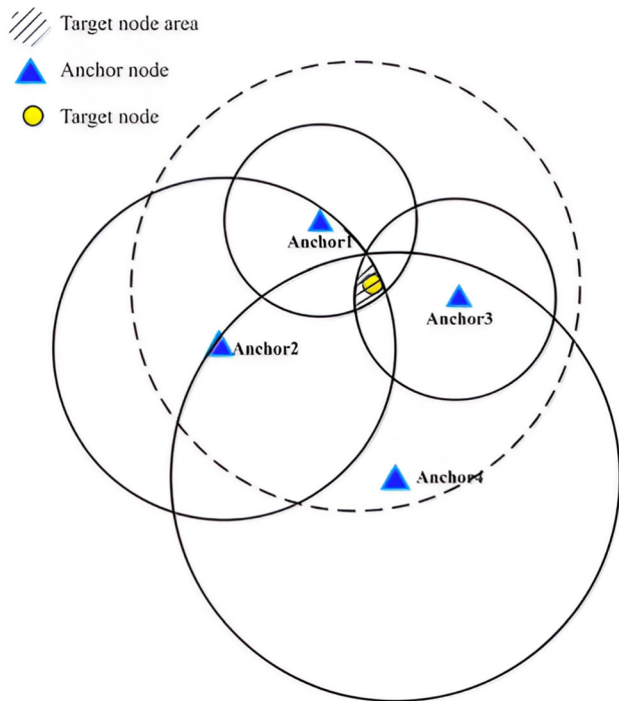 Target node area
Anchor node
Target node
Anchor1
Anchor3
Anchor2
Anchor4